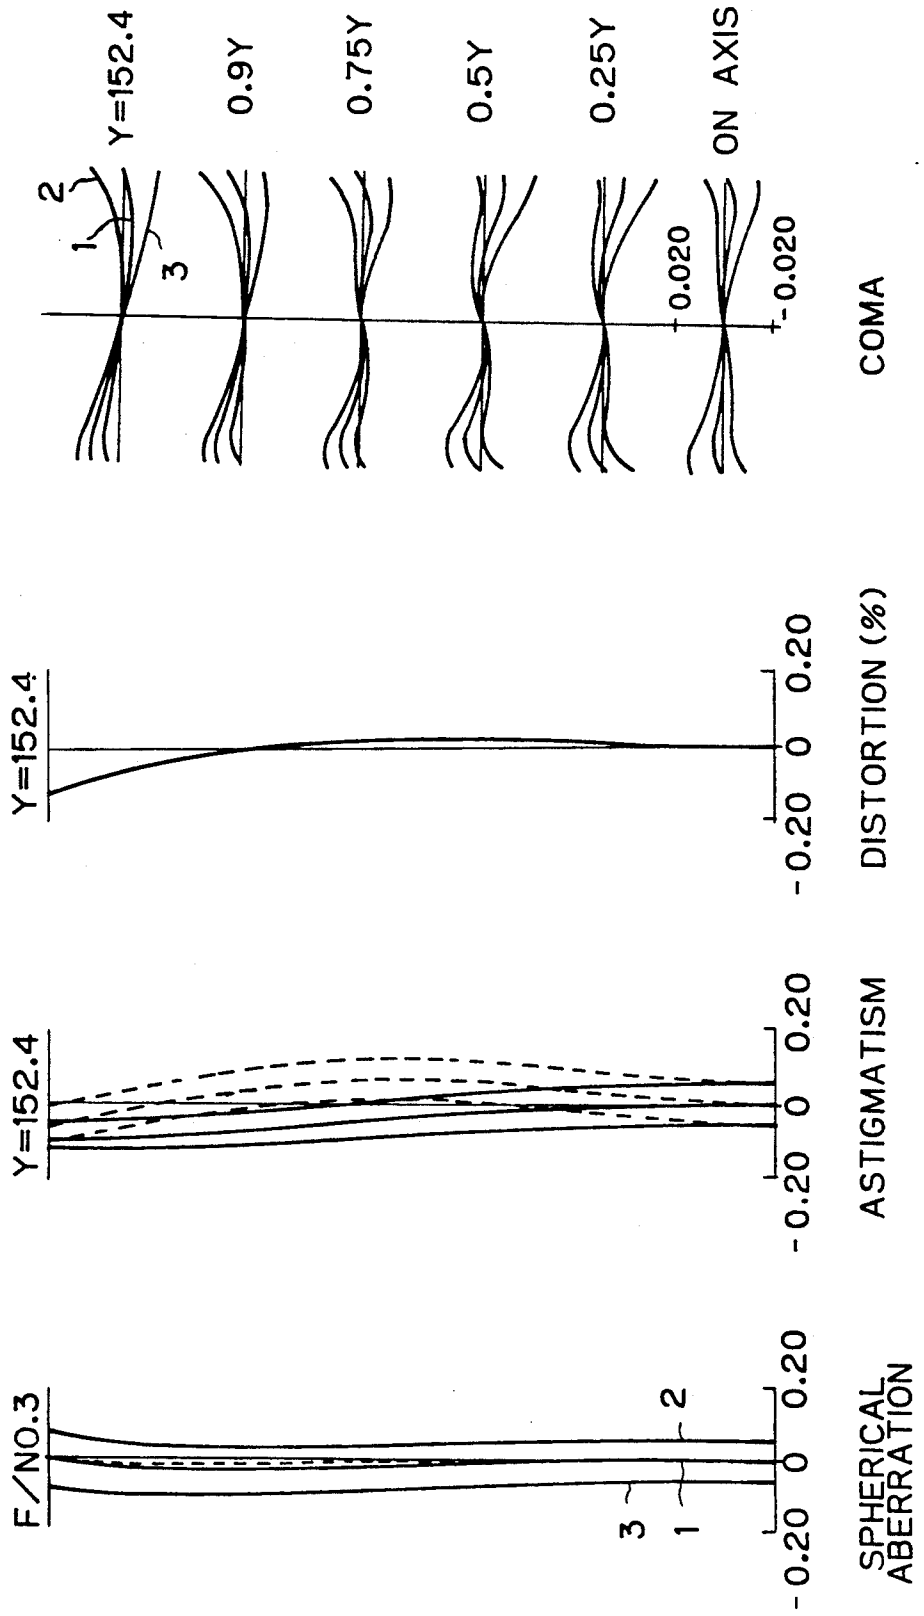 F/NO.3
3
1
2
-0.20
0
0.20
SPHERICAL
ABERRATION
Y=152.4
-0.20
0
0.20
ASTIGMATISM
Y=152.4
-0.20
0
0.20
DISTORTION (%)
2
1
3
Y=152.4
0.9Y
0.75Y
0.5Y
0.25Y
0.020
ON AXIS
-0.020
COMA